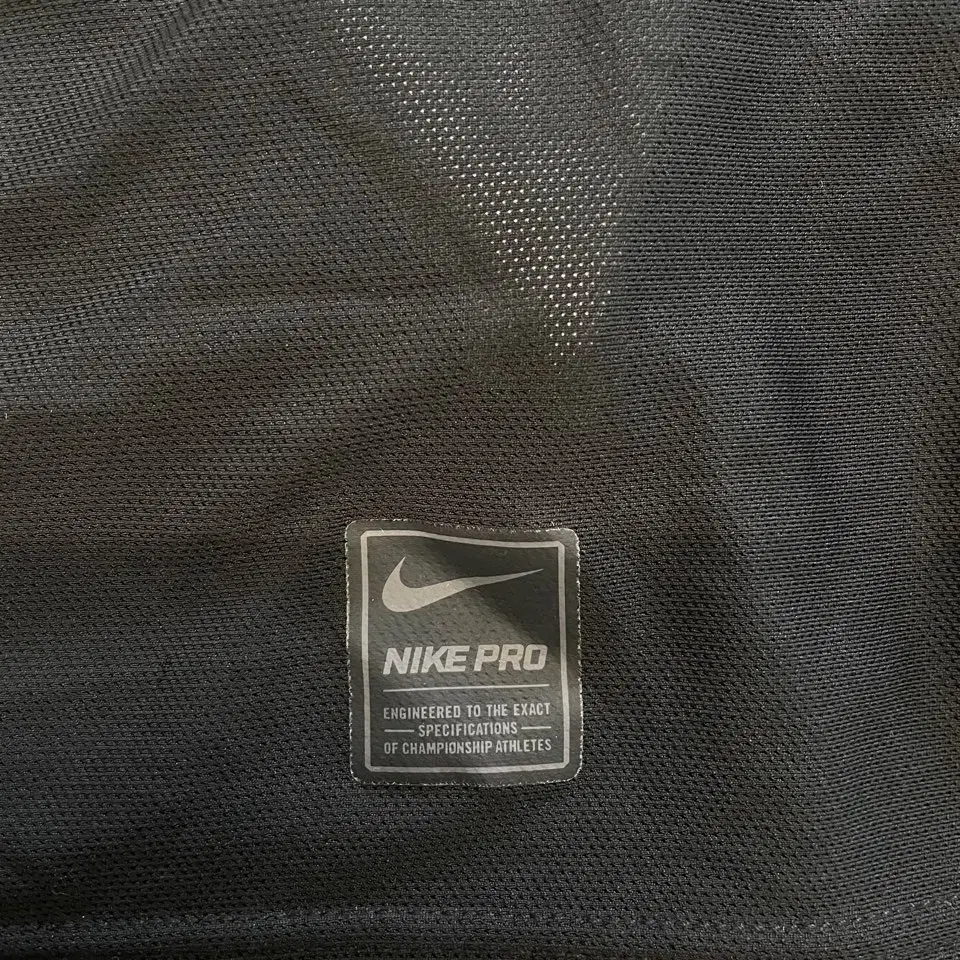 NIKE PRO
ENGINEERED TO THE EXACT
SPECIFICATIONS
OF CHAMPIONSHIP ATHLETES